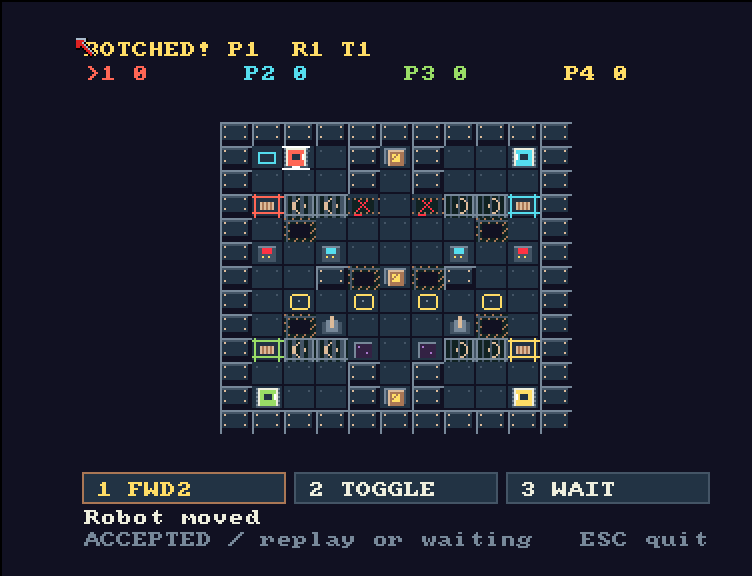 BOTCHED! P1 R1 T1
>1 0 P2 0 P3 0 P4 0
1 FWD2 2 TOGGLE 3 WAIT
Robot moved
ACCEPTED / replay or waiting ESC quit